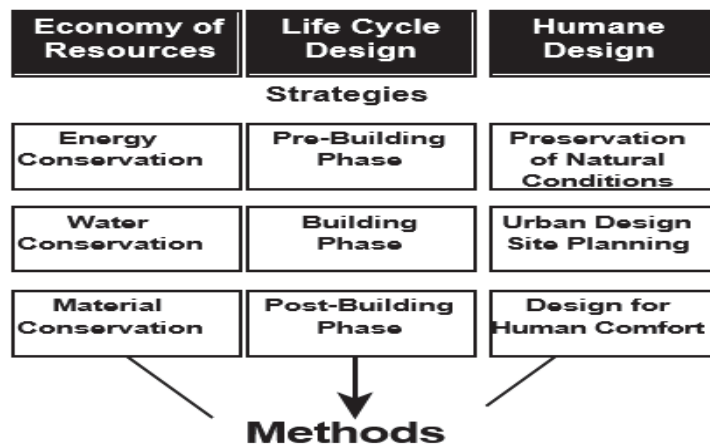 Economy of
Resources
Life Cycle
Design
Humane
Design
Strategies
Energy
Conservation
Pre-Building
Phase
Preservation
of Natural
Conditions
Water
Conservation
Building
Phase
Urban Design
Site Planning
Material
Conservation
Post-Building
Phase
Design for
Human Comfort
Methods